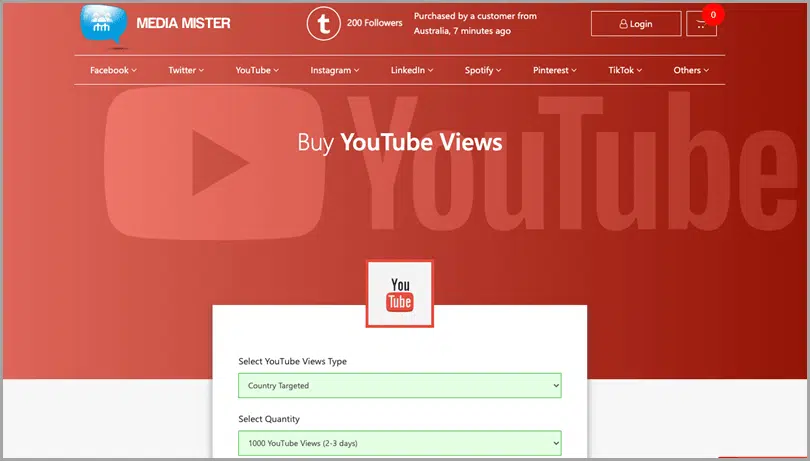 MEDIA MISTER
t
200 Followers
Purchased by a customer from
Australia, 7 minutes ago
Login
0
Facebook
Twitter
YouTube
Instagram
LinkedIn
Spotify
Pinterest
TikTok
Others
YouTube
Buy YouTube Views
You
Tube
Select YouTube Views Type
Country Targeted
Select Quantity
1000 YouTube Views (2-3 days)